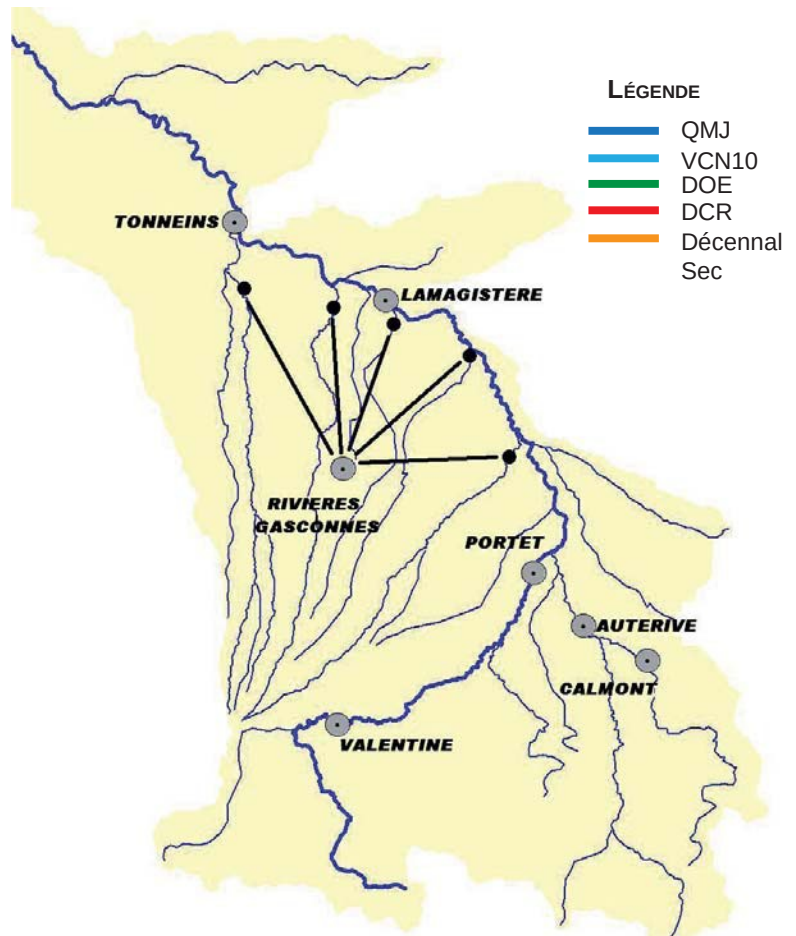 LÉGENDE
QMJ
VCN10
DOE
DCR
Décennal
Sec
TONNEINS
LAMAGISTERE
RIVIERES
GASCONNES
PORTET
AUTERIVE
CALMONT
VALENTINE